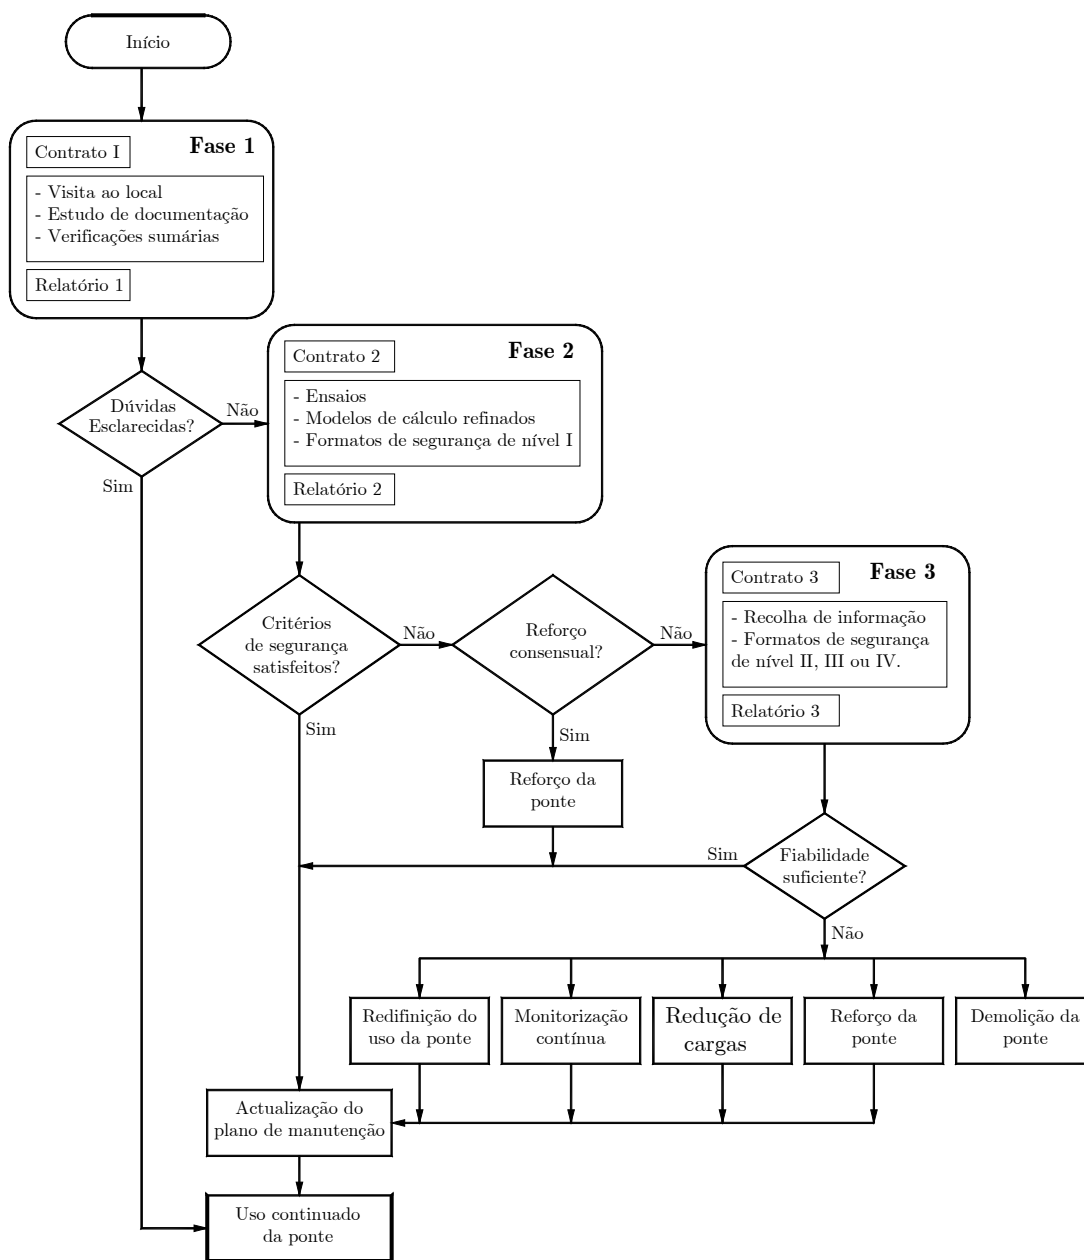 Início
Fase 1
Contrato I
- Visita ao local
- Estudo de documentação
- Verificações sumárias
Relatório 1
Dúvidas
Esclarecidas?
Não
Sim
Fase 2
Contrato 2
- Ensaios
- Modelos de cálculo refinados
- Formatos de segurança de nível I
Relatório 2
Critérios
de segurança
satisfeitos?
Não
Sim
Reforço
consensual?
Não
Sim
Fase 3
Contrato 3
- Recolha de informação
- Formatos de segurança
de nível II, III ou IV.
Relatório 3
Reforço da
ponte
Fiabilidade
suficiente?
Sim
Não
Redifinição do
uso da ponte
Monitorização
contínua
Redução de
cargas
Reforço da
ponte
Demolição da
ponte
Actualização do
plano de manutenção
Uso continuado
da ponte